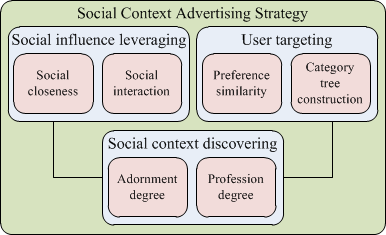 Social Context Advertising Strategy
Social influence leveraging
Social
closeness
Social
interaction
User targeting
Preference
similarity
Category
tree
construction
Social context discovering
Adornment
degree
Profession
degree